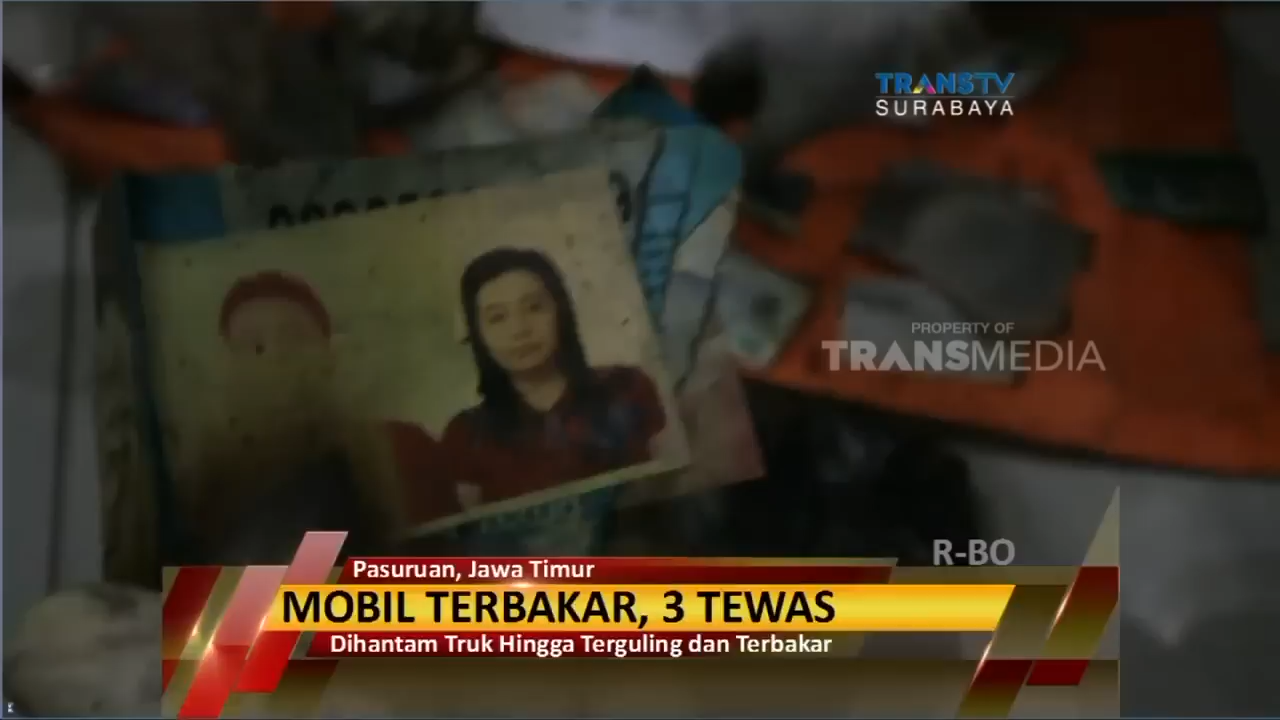 TRANSTV
SURABAYA
PROPERTY OF
TRANSMEDIA
R-BO
Pasuruan, Jawa Timur
MOBIL TERBAKAR, 3 TEWAS
Dihantam Truk Hingga Terguling dan Terbakar